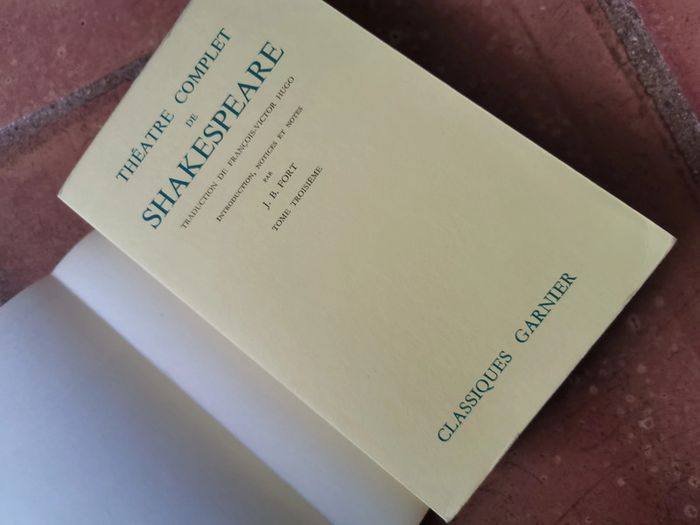 THÉATRE COMPLET
DE
SHAKESPEARE
TRADUCTION DE FRANÇOIS-VICTOR HUGO
INTRODUCTION, NOTICES ET NOTES
PAR
J. B. FORT
TOME TROISIÈME
CLASSIQUES GARNIER